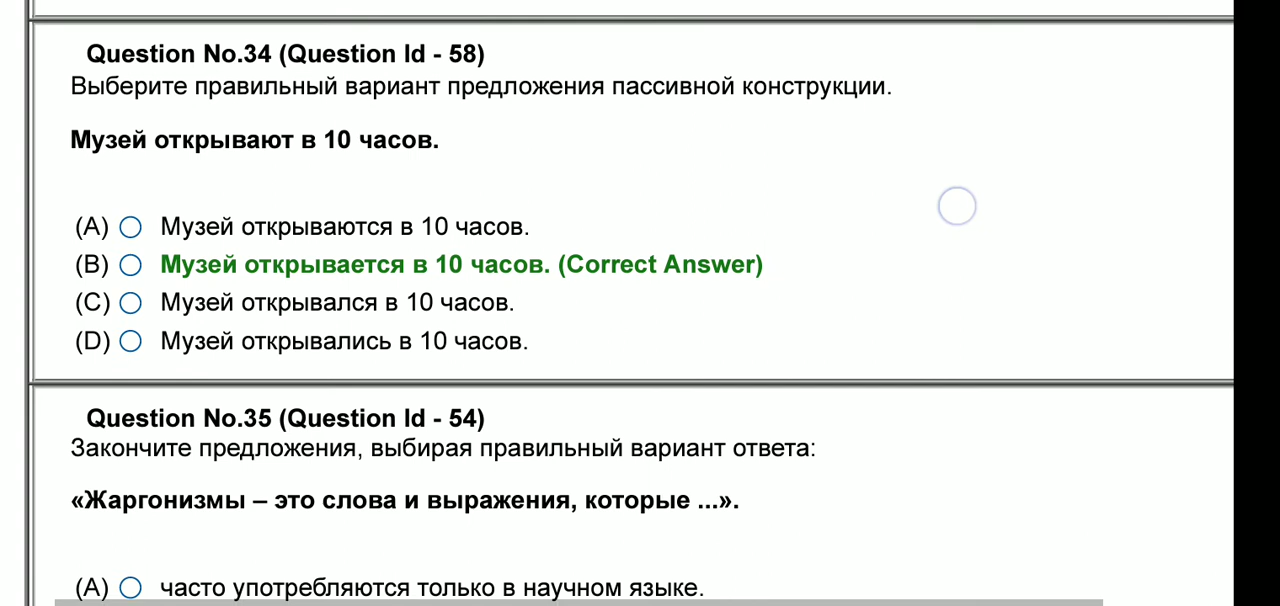 Question No.34 (Question Id - 58)
Выберите правильный вариант предложения пассивной конструкции.
Музей открывают в 10 часов.
(A) Музей открываются в 10 часов.
(B) Музей открывается в 10 часов. (Correct Answer)
(C) Музей открывался в 10 часов.
(D) Музей открывались в 10 часов.
Question No.35 (Question Id - 54)
Закончите предложения, выбирая правильный вариант ответа:
«Жаргонизмы – это слова и выражения, которые ...».
(A) часто употребляются только в научном языке.